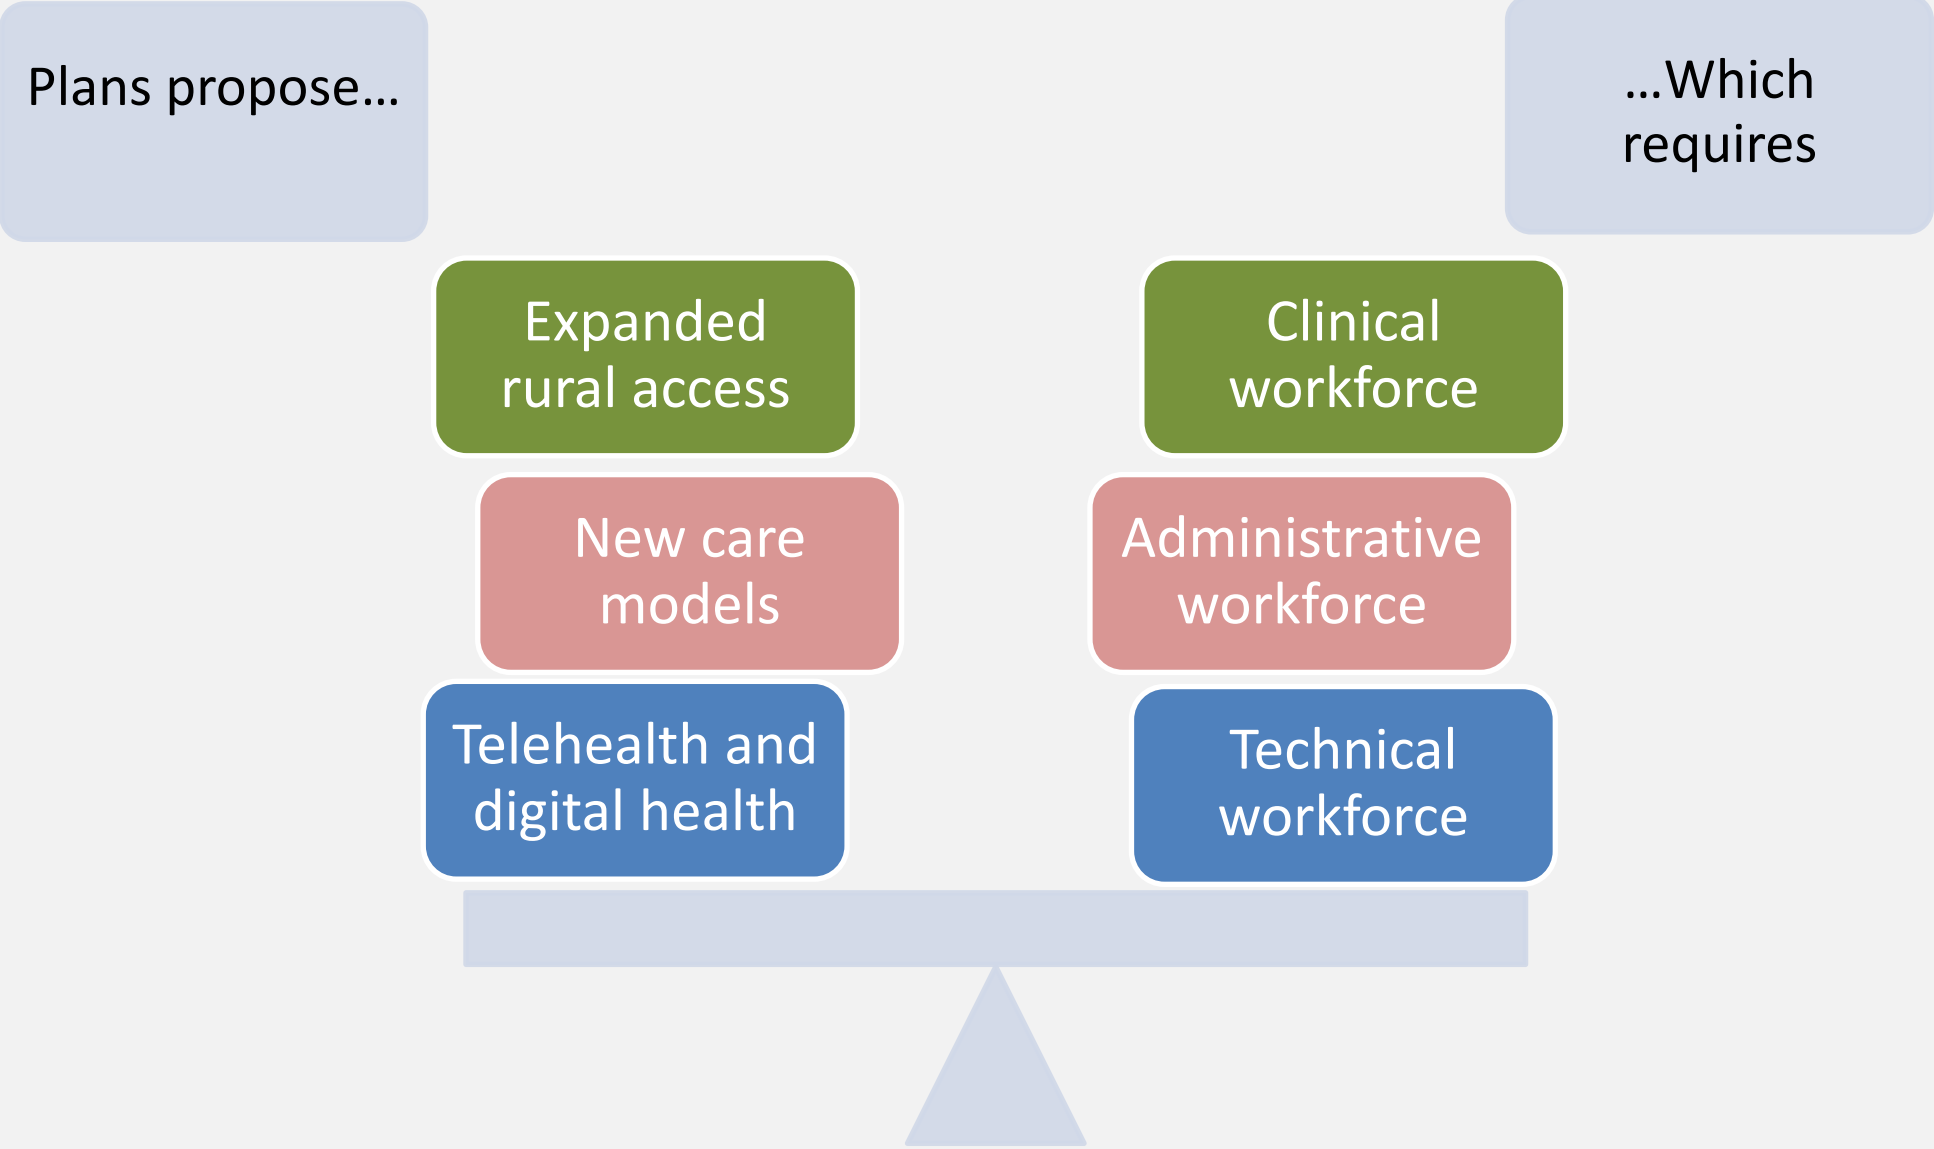 Plans propose...
...Which
requires
Expanded
rural access
Clinical
workforce
New care
models
Administrative
workforce
Telehealth and
digital health
Technical
workforce